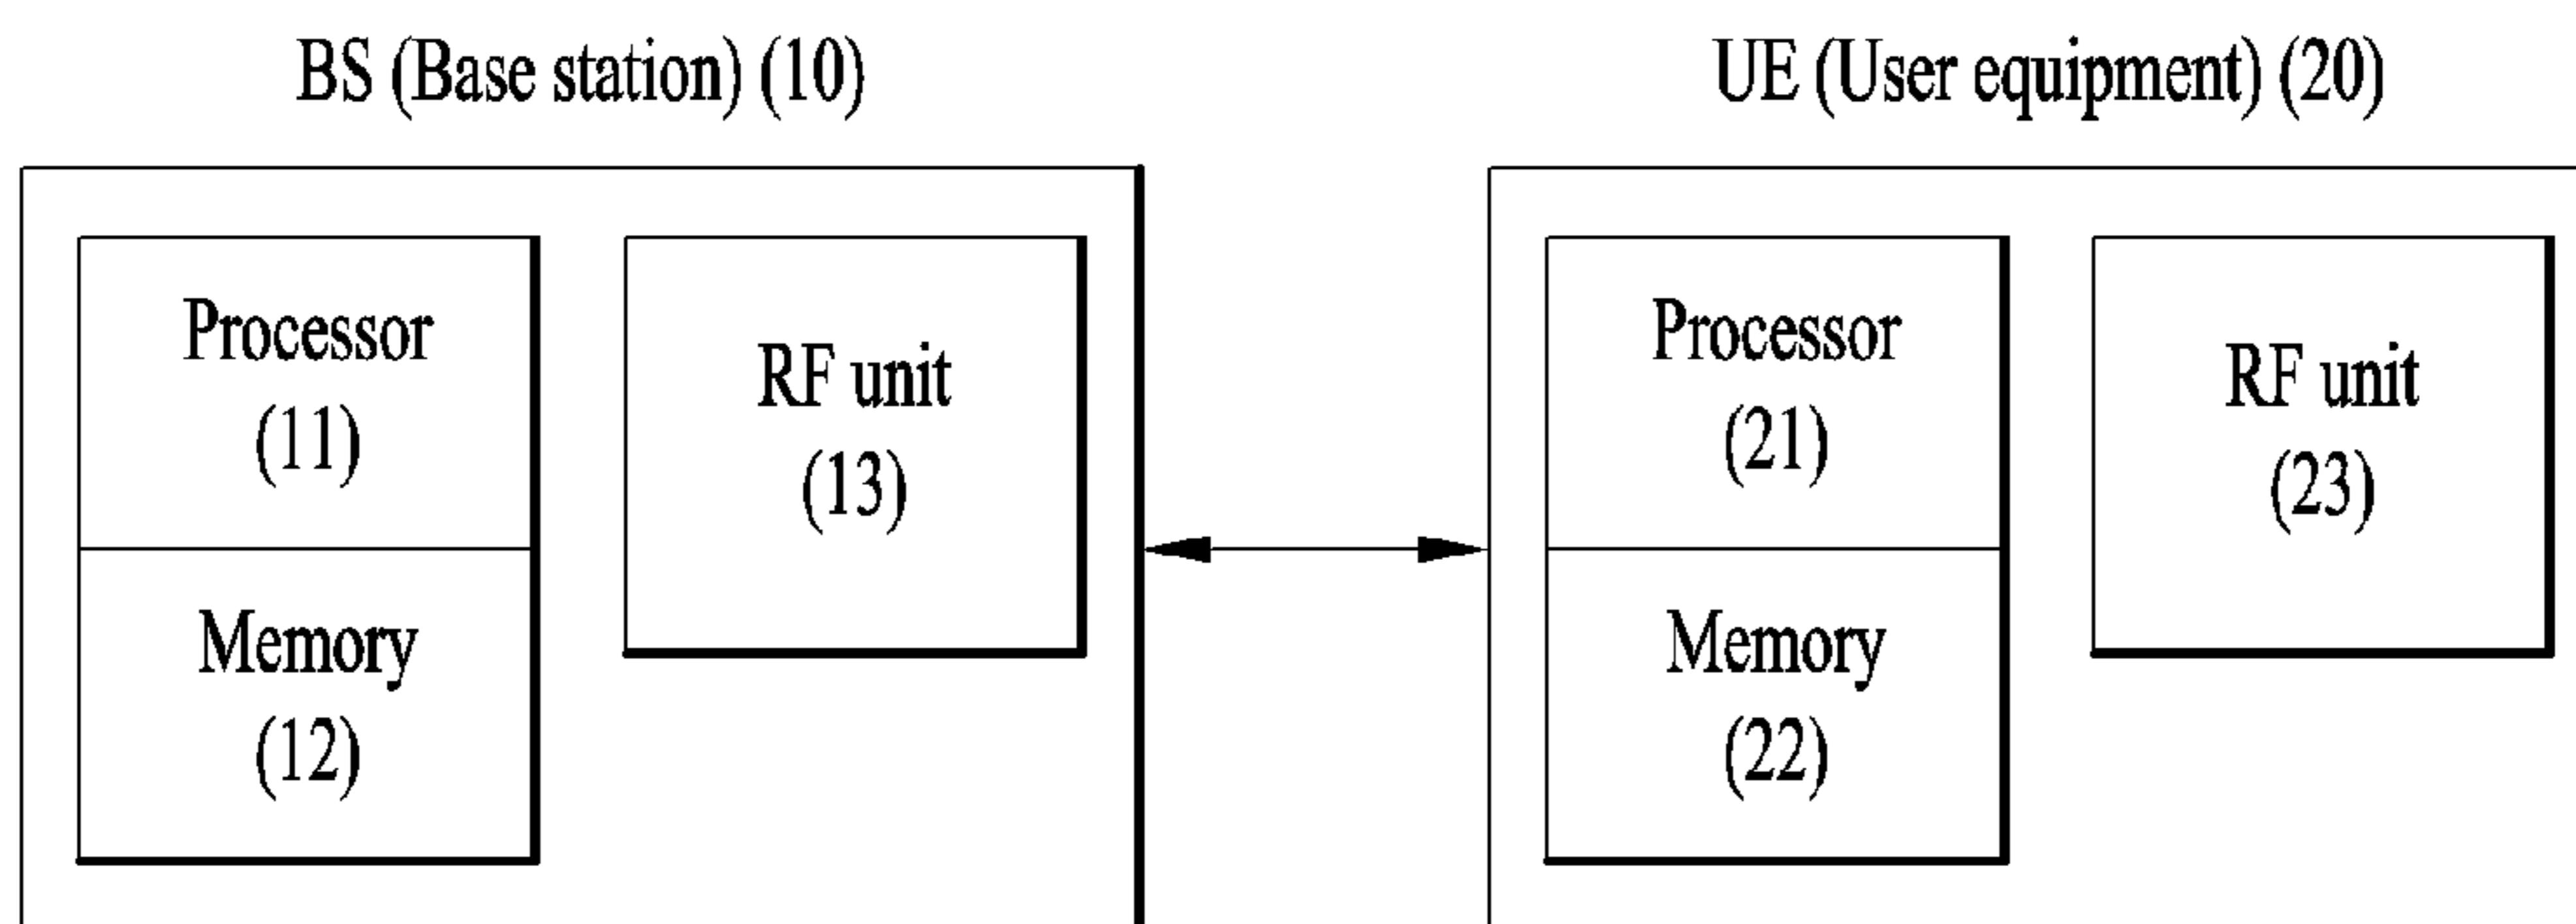 BS (Base station) (10)
Processor
(11)
Memory
(12)
RF unit
(13)
UE (User equipment) (20)
Processor
(21)
Memory
(22)
RF unit
(23)